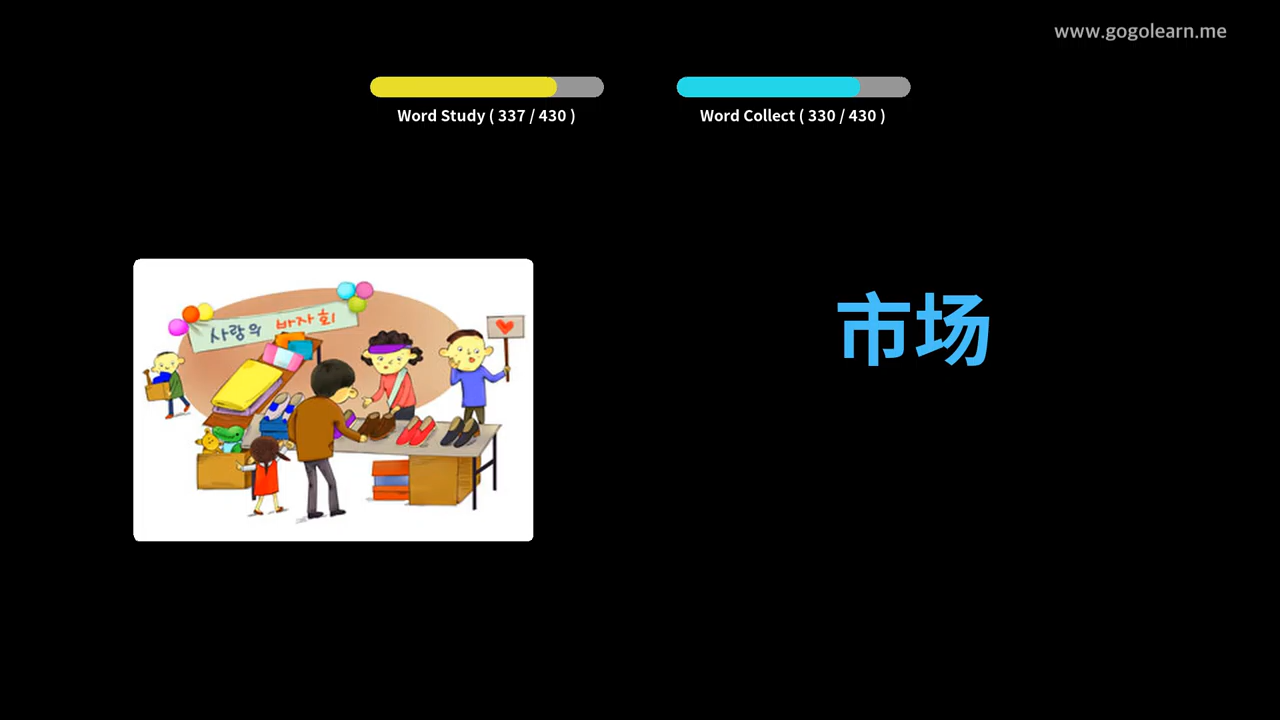 www.gogolearn.me
Word Study ( 337 / 430 )
Word Collect ( 330 / 430 )
사랑의 바자회
市场